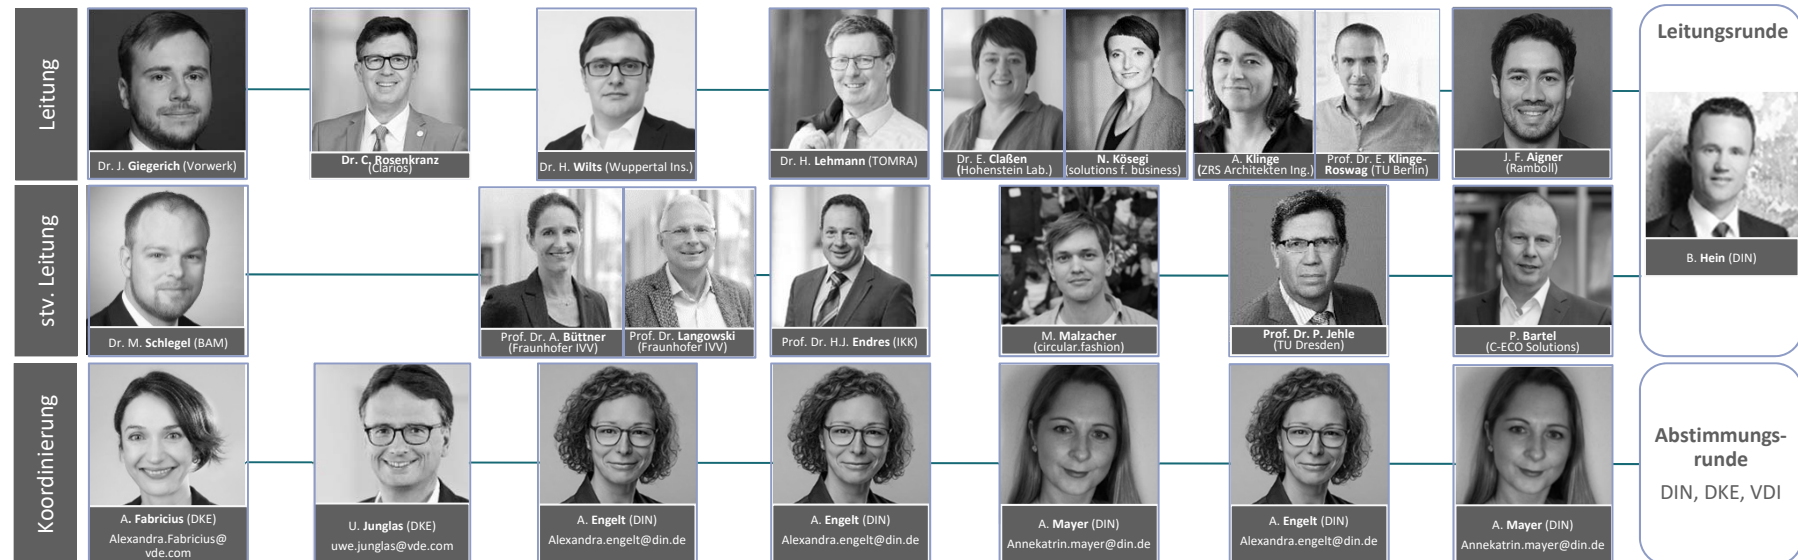 Leitung
Dr. J. Giegerich (Vorwerk)
Dr. C. Rosenkranz
(Clarios)
Dr. H. Wilts (Wuppertal Ins.)
Dr. H. Lehmann (TOMRA)
Dr. E. Claßen
(Hohenstein Lab.)
N. Kösegi
(solutions f. business)
A. Klinge
(ZRS Architekten Ing.)
Prof. Dr. E. Klinge-
Roswag (TU Berlin)
J. F. Aigner
(Ramboll)
Leitungsrunde
B. Hein (DIN)
stv. Leitung
Dr. M. Schlegel (BAM)
Prof. Dr. A. Büttner
(Fraunhofer IVV)
Prof. Dr. Langowski
(Fraunhofer IVV)
Prof. Dr. H.J. Endres (IKK)
M. Malzacher
(circular.fashion)
Prof. Dr. P. Jehle
(TU Dresden)
P. Bartel
(C-ECO Solutions)
Koordinierung
A. Fabricius (DKE)
Alexandra.Fabricius@
vde.com
U. Junglas (DKE)
uwe.junglas@vde.com
A. Engelt (DIN)
Alexandra.engelt@din.de
A. Engelt (DIN)
Alexandra.engelt@din.de
A. Mayer (DIN)
Annekatrin.mayer@din.de
A. Engelt (DIN)
Alexandra.engelt@din.de
A. Mayer (DIN)
Annekatrin.mayer@din.de
Abstimmungs-
runde
DIN, DKE, VDI